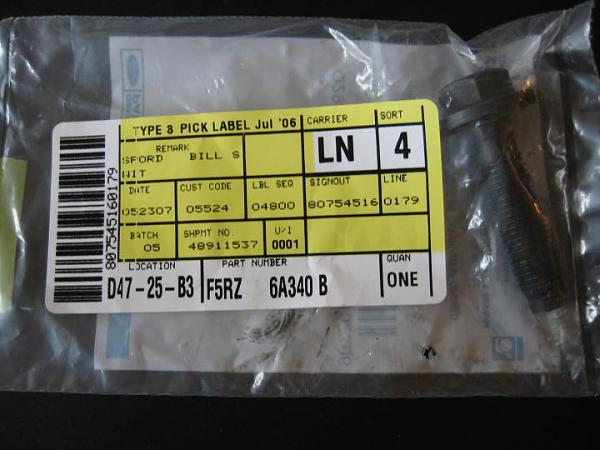 TYPE 8 PICK LABEL Jul '06 CARRIER SORT
REMARK
SFORD BILL S LN 4
NIT
DATE CUST CODE LBL SEQ SIGNOUT LINE
052307 05524 04800 80754516 0179
BATCH SHPMT NO. U/I
05 48911537 0001
LOCATION PART NUMBER QUAN
D47-25-B3 F5RZ 6A340 B ONE
807545160179